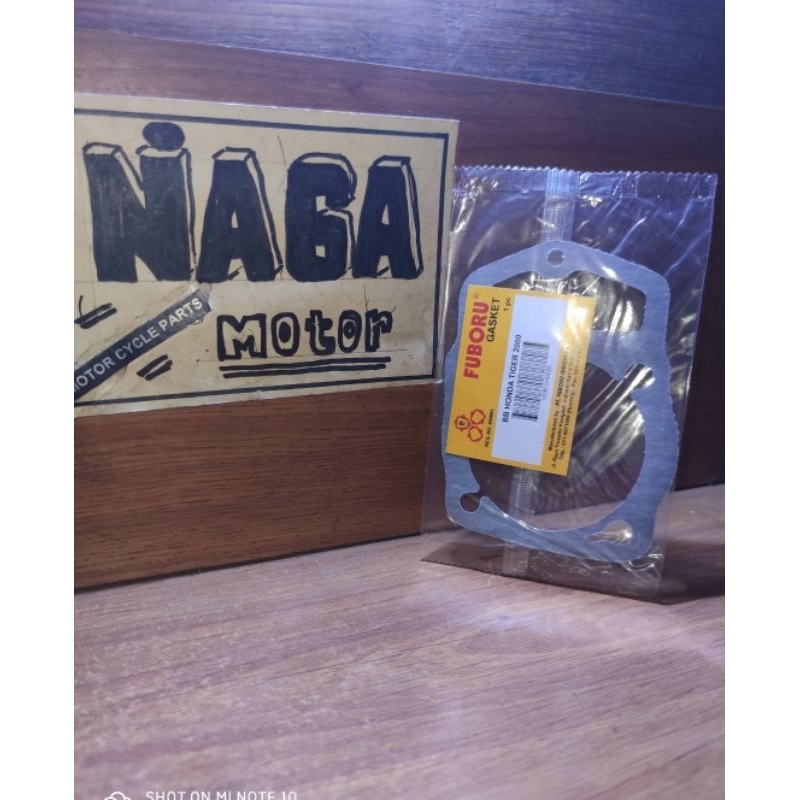 NAGA
Motor
MOTOR CYCLE PARTS
FUBORU®
GASKET
1 pc
BB HONDA TIGER 2000
SHOT ON MI NOTE 10